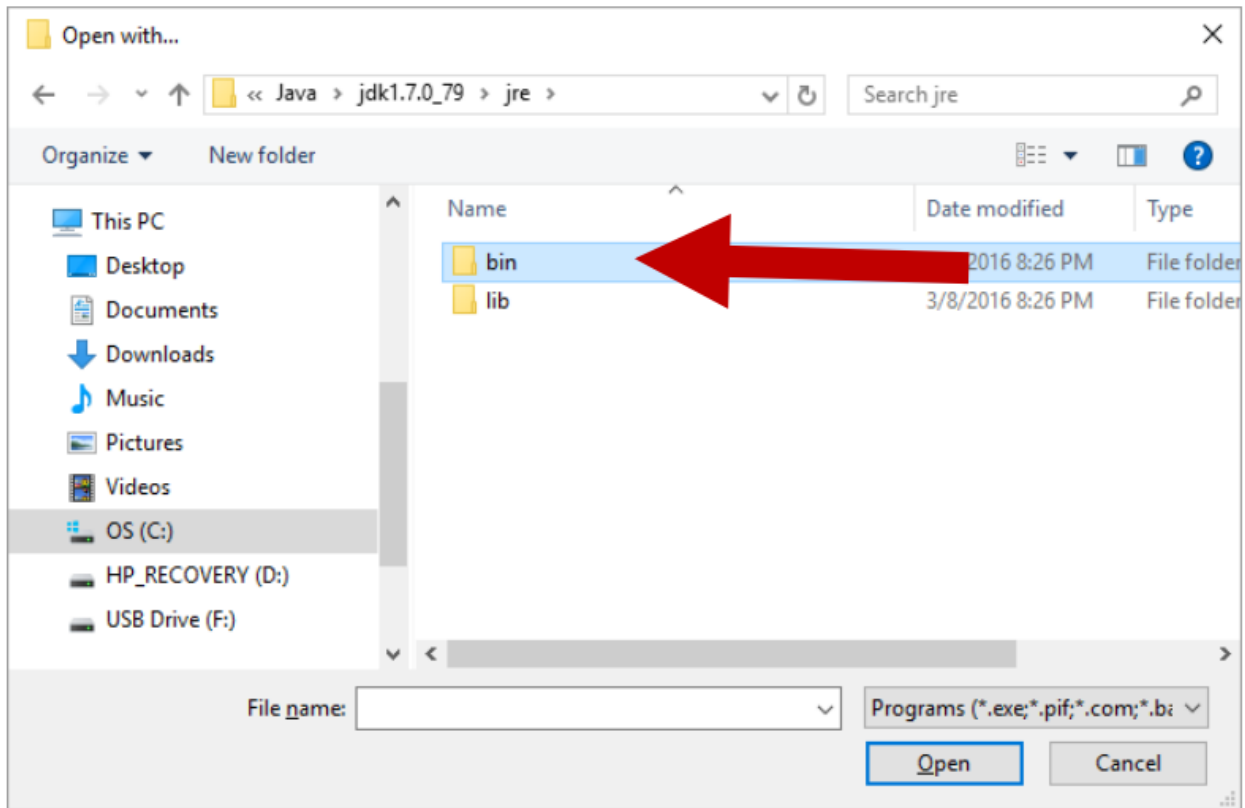 Open with...
« Java › jdk1.7.0_79 › jre ›
Search jre
Organize
New folder
Name
Date modified
Type
This PC
Desktop
Documents
Downloads
Music
Pictures
Videos
OS (C:)
HP_RECOVERY (D:)
USB Drive (F:)
bin
2016 8:26 PM
File folder
lib
3/8/2016 8:26 PM
File folder
File name:
Programs (*.exe;*.pif;*.com;*.ba
Open
Cancel